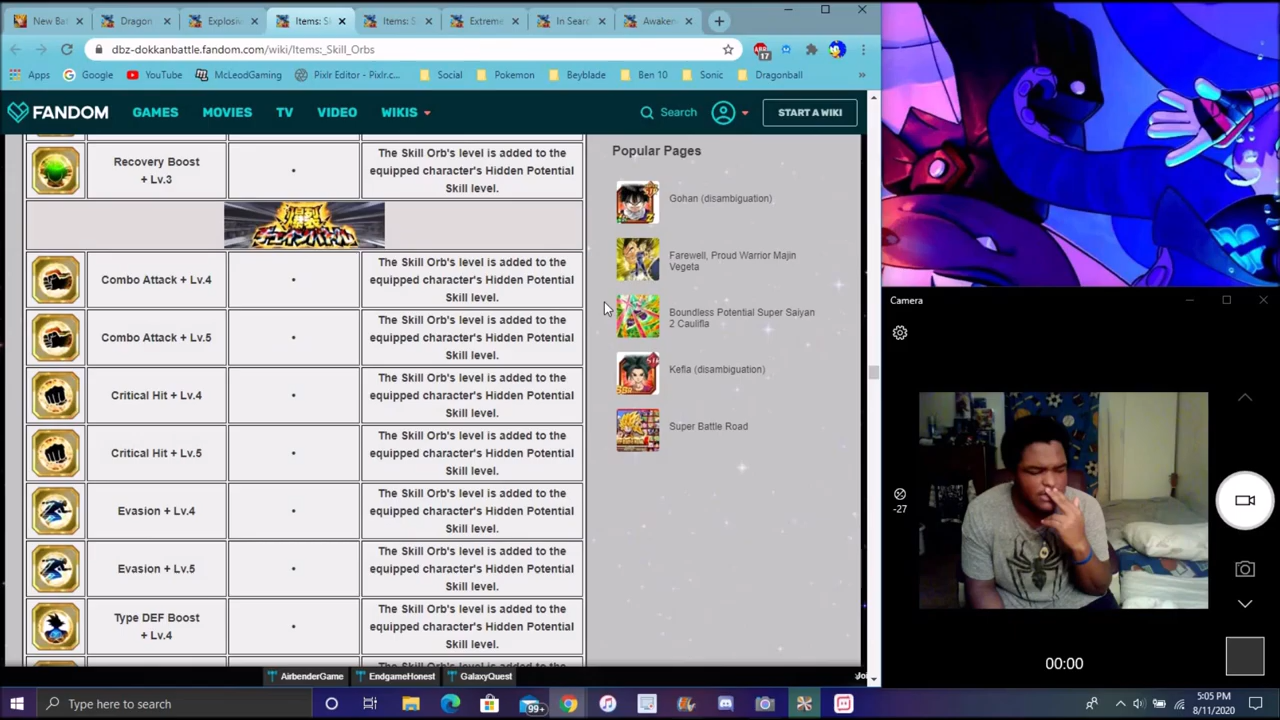 New Bat
Dragon
Explosiv
Items: Sk
Items: S
Extreme
In Searc
Awaken
dbz-dokkanbattle.fandom.com/wiki/Items:_Skill_Orbs
17
Apps
Google
YouTube
McLeodGaming
Pixlr Editor - Pixlr.c...
Social
Pokemon
Beyblade
Ben 10
Sonic
Dragonball
»
FANDOM
GAMES
MOVIES
TV
VIDEO
WIKIS
Search
START A WIKI
Recovery Boost
+ Lv.3
The Skill Orb's level is added to the
equipped character's Hidden Potential
Skill level.
Combo Attack + Lv.4
The Skill Orb's level is added to the
equipped character's Hidden Potential
Skill level.
Combo Attack + Lv.5
The Skill Orb's level is added to the
equipped character's Hidden Potential
Skill level.
Critical Hit + Lv.4
The Skill Orb's level is added to the
equipped character's Hidden Potential
Skill level.
Critical Hit + Lv.5
The Skill Orb's level is added to the
equipped character's Hidden Potential
Skill level.
Evasion + Lv.4
The Skill Orb's level is added to the
equipped character's Hidden Potential
Skill level.
Evasion + Lv.5
The Skill Orb's level is added to the
equipped character's Hidden Potential
Skill level.
Type DEF Boost
+ Lv.4
The Skill Orb's level is added to the
equipped character's Hidden Potential
Skill level.
Popular Pages
Gohan (disambiguation)
Farewell, Proud Warrior Majin
Vegeta
Boundless Potential Super Saiyan
2 Caulifla
Kefla (disambiguation)
Super Battle Road
AirbenderGame
EndgameHonest
GalaxyQuest
Camera
-27
00:00
Type here to search
99+
5:05 PM
8/11/2020